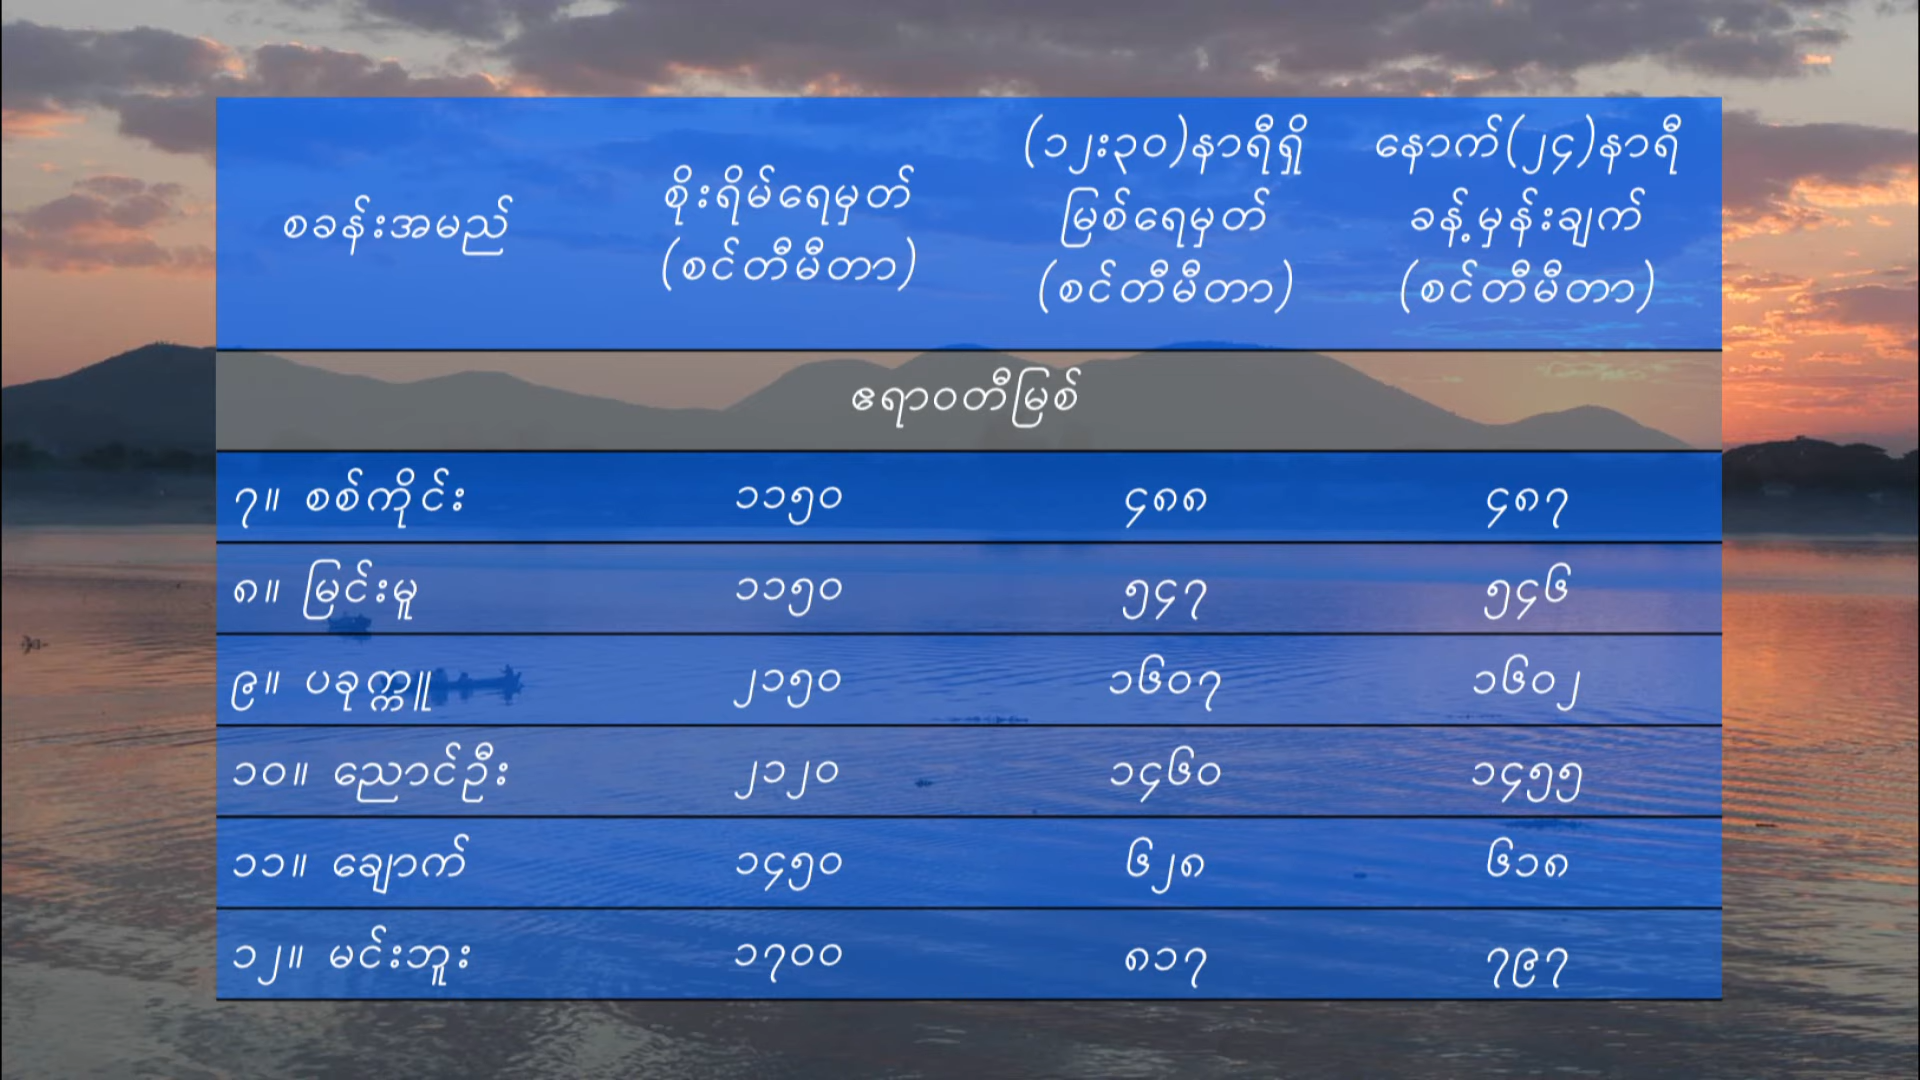 စခန်းအမည်
စိုးရိမ်ရေမှတ်
(စင်တီမီတာ)
(၁၂း၃၀)နာရီရှိ
မြစ်ရေမှတ်
(စင်တီမီတာ)
နောက်(၂၄)နာရီ
ခန့်မှန်းချက်
(စင်တီမီတာ)
ဧရာဝတီမြစ်
၇။ စစ်ကိုင်း ၁၁၅၀ ၄၈၈ ၄၈၇
၈။ မြင်းမူ ၁၁၅၀ ၅၄၇ ၅၄၆
၉။ ပခုက္ကူ ၂၁၅၀ ၁၆၀၇ ၁၆၀၂
၁၀။ ညောင်ဦး ၂၁၂၀ ၁၄၆၀ ၁၄၅၅
၁၁။ ချောက် ၁၄၅၀ ၆၂၈ ၆၁၈
၁၂။ မင်းဘူး ၁၇၀၀ ၈၁၇ ၇၉၇